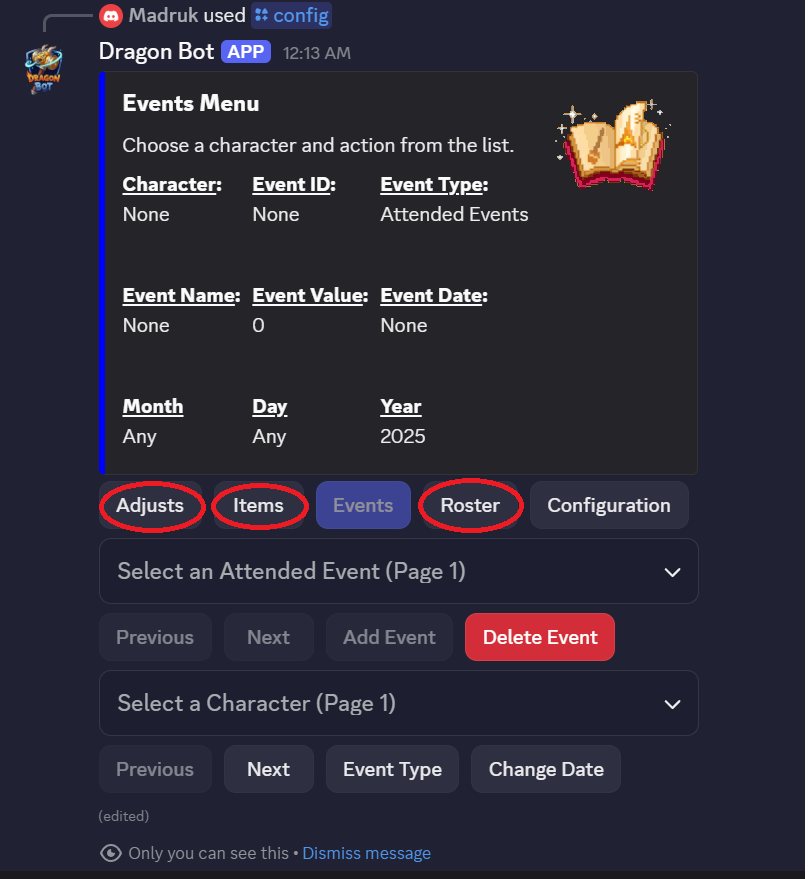 Madruk used config
Dragon Bot APP 12:13 AM
DRAGON
BOT
Events Menu
Choose a character and action from the list.
Character: Event ID: Event Type:
None None Attended Events
Event Name: Event Value: Event Date:
None 0 None
Month Day Year
Any Any 2025
Adjusts Items Events Roster Configuration
Select an Attended Event (Page 1)
Previous Next Add Event Delete Event
Select a Character (Page 1)
Previous Next Event Type Change Date
(edited)
Only you can see this • Dismiss message